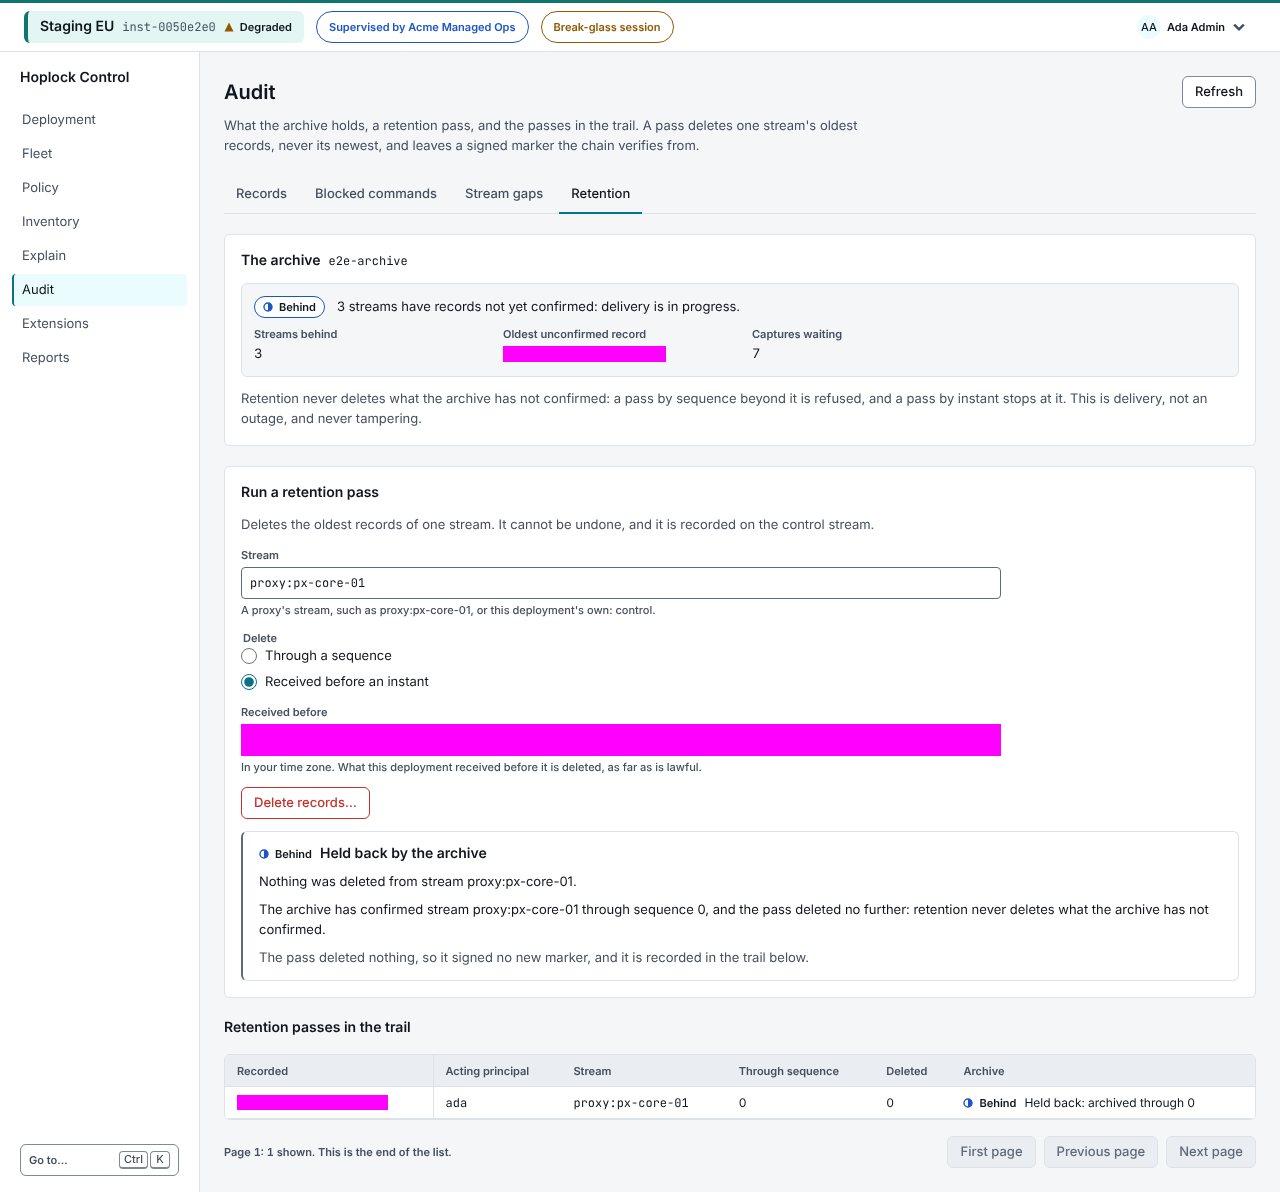 Staging EU inst-0050e2e0 Degraded Supervised by Acme Managed Ops Break-glass session AA Ada Admin
Hoplock Control
Deployment
Fleet
Policy
Inventory
Explain
Audit
Extensions
Reports
Go to... Ctrl K
Audit
Refresh
What the archive holds, a retention pass, and the passes in the trail. A pass deletes one stream's oldest
records, never its newest, and leaves a signed marker the chain verifies from.
Records Blocked commands Stream gaps Retention
The archive e2e-archive
Behind 3 streams have records not yet confirmed: delivery is in progress.
Streams behind Oldest unconfirmed record Captures waiting
3 7
Retention never deletes what the archive has not confirmed: a pass by sequence beyond it is refused, and a pass by instant stops at it. This is delivery, not an
outage, and never tampering.
Run a retention pass
Deletes the oldest records of one stream. It cannot be undone, and it is recorded on the control stream.
Stream
proxy:px-core-01
A proxy's stream, such as proxy:px-core-01, or this deployment's own: control.
Delete
Through a sequence
Received before an instant
Received before
In your time zone. What this deployment received before it is deleted, as far as is lawful.
Delete records...
Behind Held back by the archive
Nothing was deleted from stream proxy:px-core-01.
The archive has confirmed stream proxy:px-core-01 through sequence 0, and the pass deleted no further: retention never deletes what the archive has not
confirmed.
The pass deleted nothing, so it signed no new marker, and it is recorded in the trail below.
Retention passes in the trail
Recorded Acting principal Stream Through sequence Deleted Archive
ada proxy:px-core-01 0 0 Behind Held back: archived through 0
Page 1: 1 shown. This is the end of the list.
First page Previous page Next page